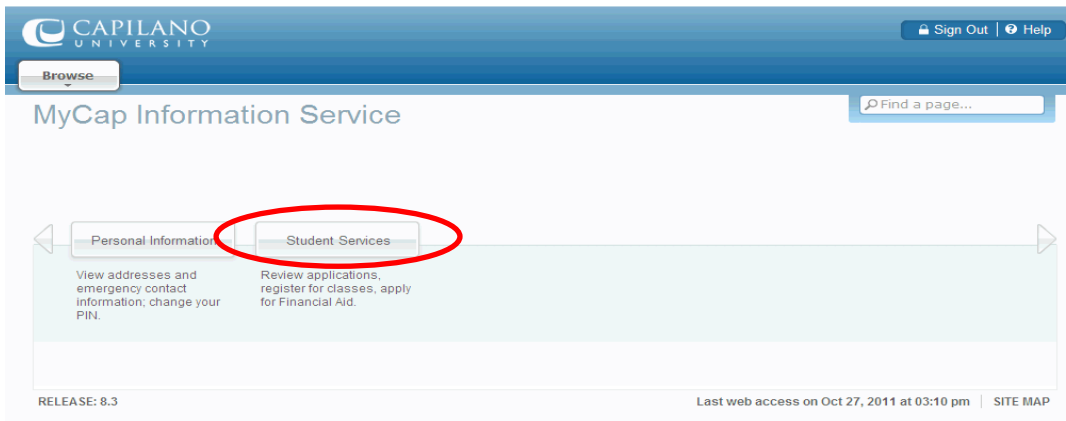 CAPILANO
UNIVERSITY
Sign Out | Help
Browse
MyCap Information Service
Find a page...
Personal Information
Student Services
View addresses and
emergency contact
information; change your
PIN.
Review applications,
register for classes, apply
for Financial Aid.
RELEASE: 8.3
Last web access on Oct 27, 2011 at 03:10 pm | SITE MAP